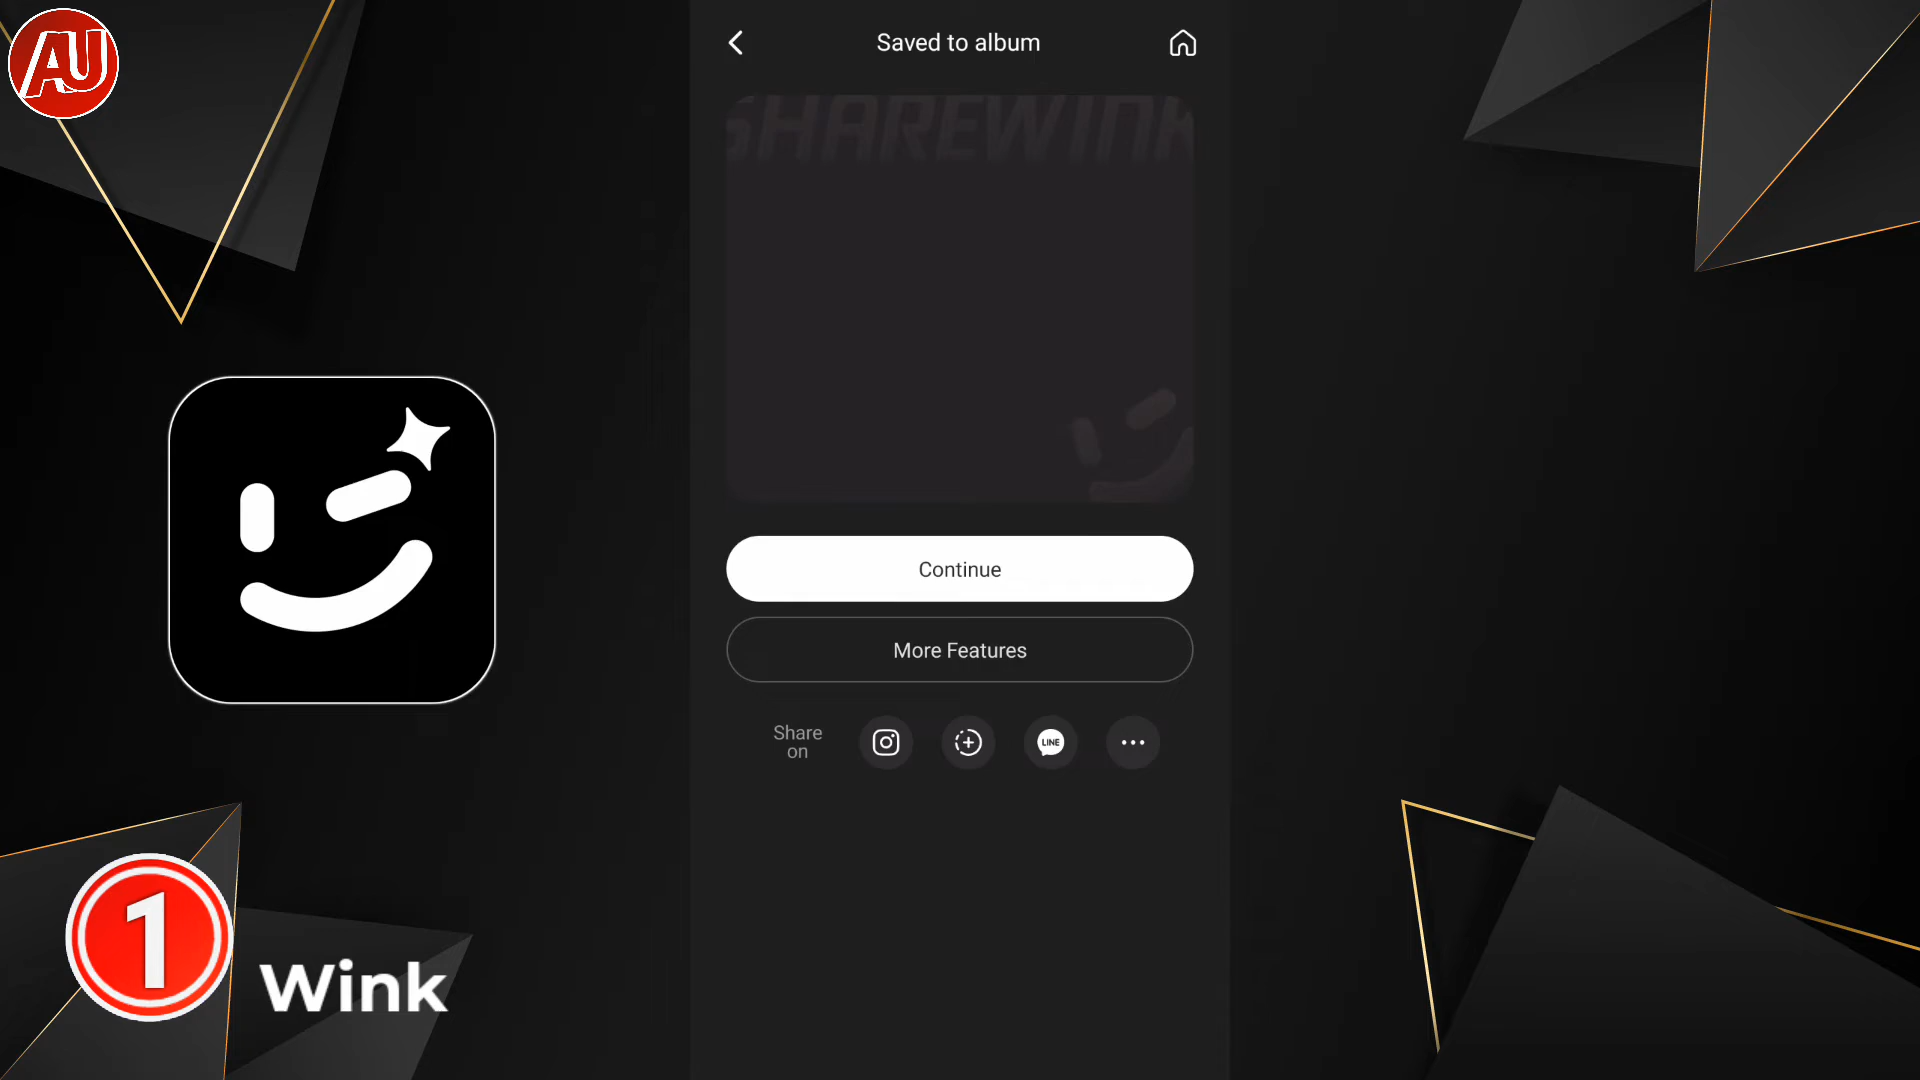 AU
Saved to album
SHAREWINK
Continue
More Features
Share
on
LINE
1
Wink